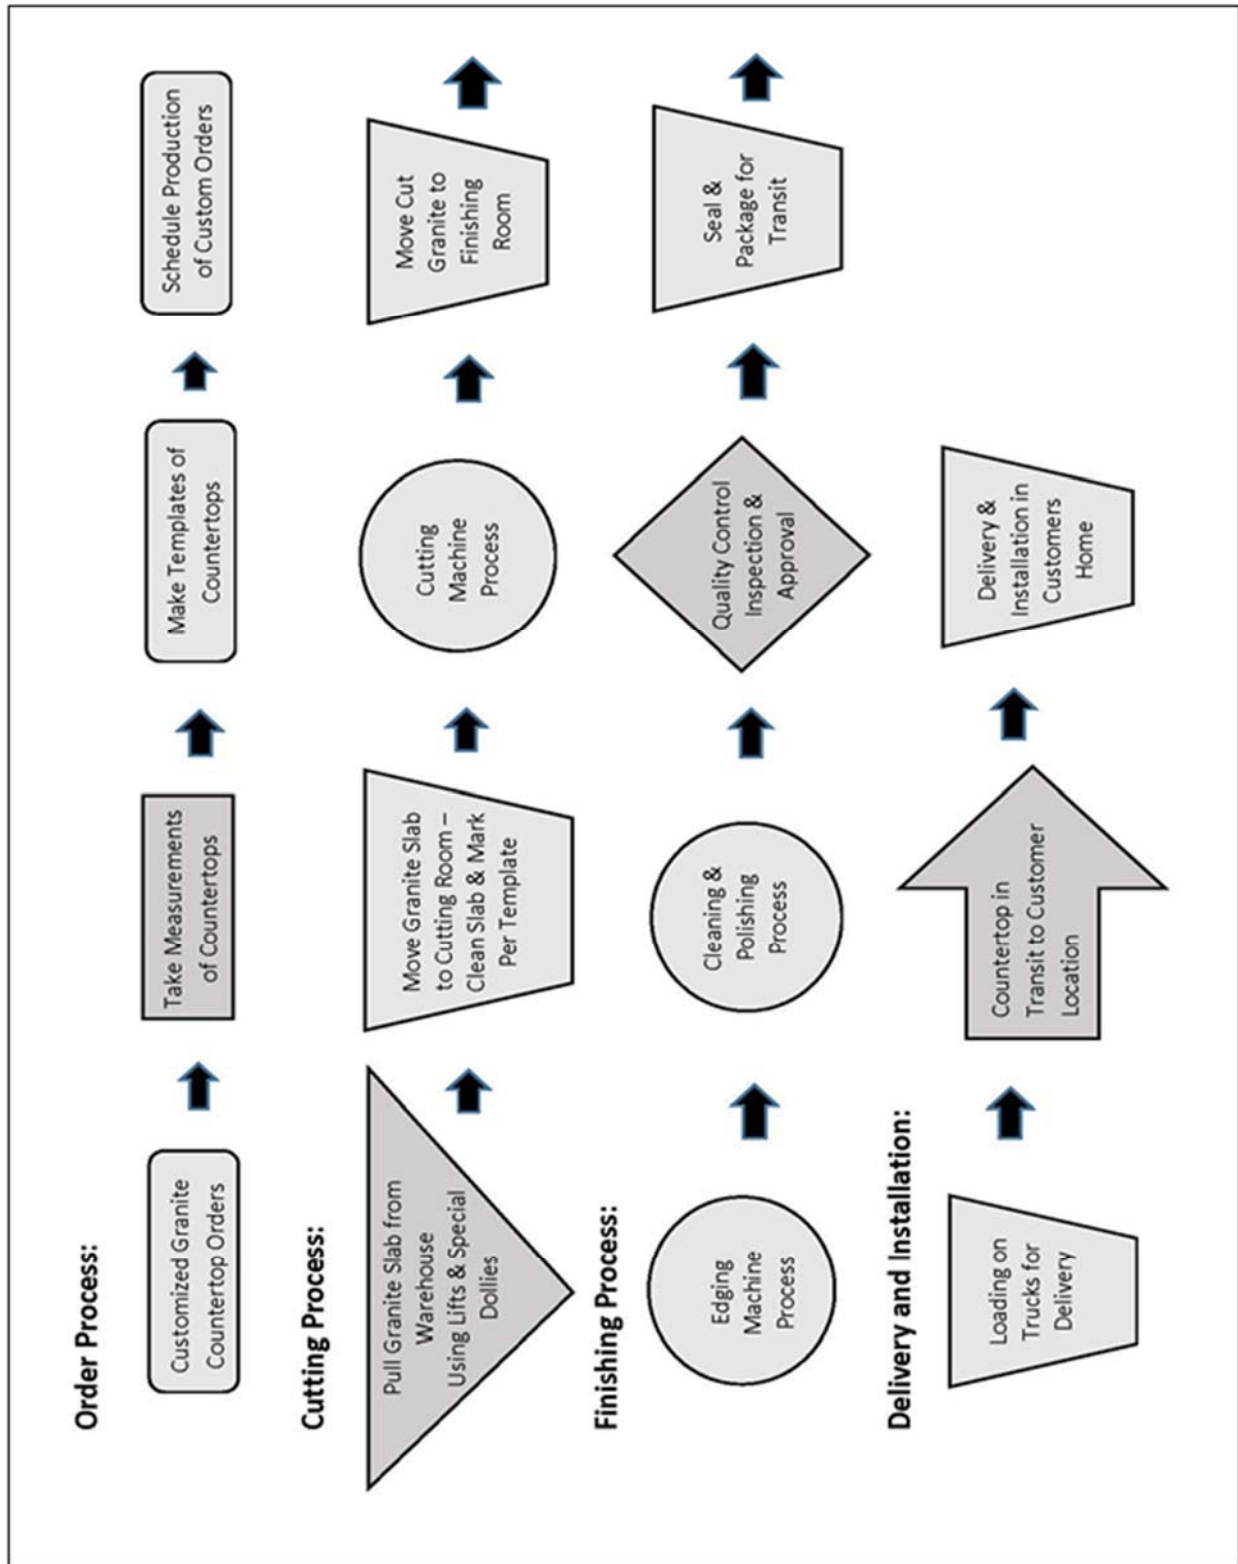 Order Process:
Customized Granite
Countertop Orders
Take Measurements
of Countertops
Make Templates of
Countertops
Schedule Production
of Custom Orders
Cutting Process:
Pull Granite Slab from
Warehouse
Using Lifts & Special
Dollies
Move Granite Slab
to Cutting Room –
Clean Slab & Mark
Per Template
Cutting
Machine
Process
Move Cut
Granite to
Finishing
Room
Finishing Process:
Edging
Machine
Process
Cleaning &
Polishing
Process
Quality Control
Inspection &
Approval
Seal &
Package for
Transit
Delivery and Installation:
Loading on
Trucks for
Delivery
Countertop in
Transit to Customer
Location
Delivery &
Installation in
Customers
Home